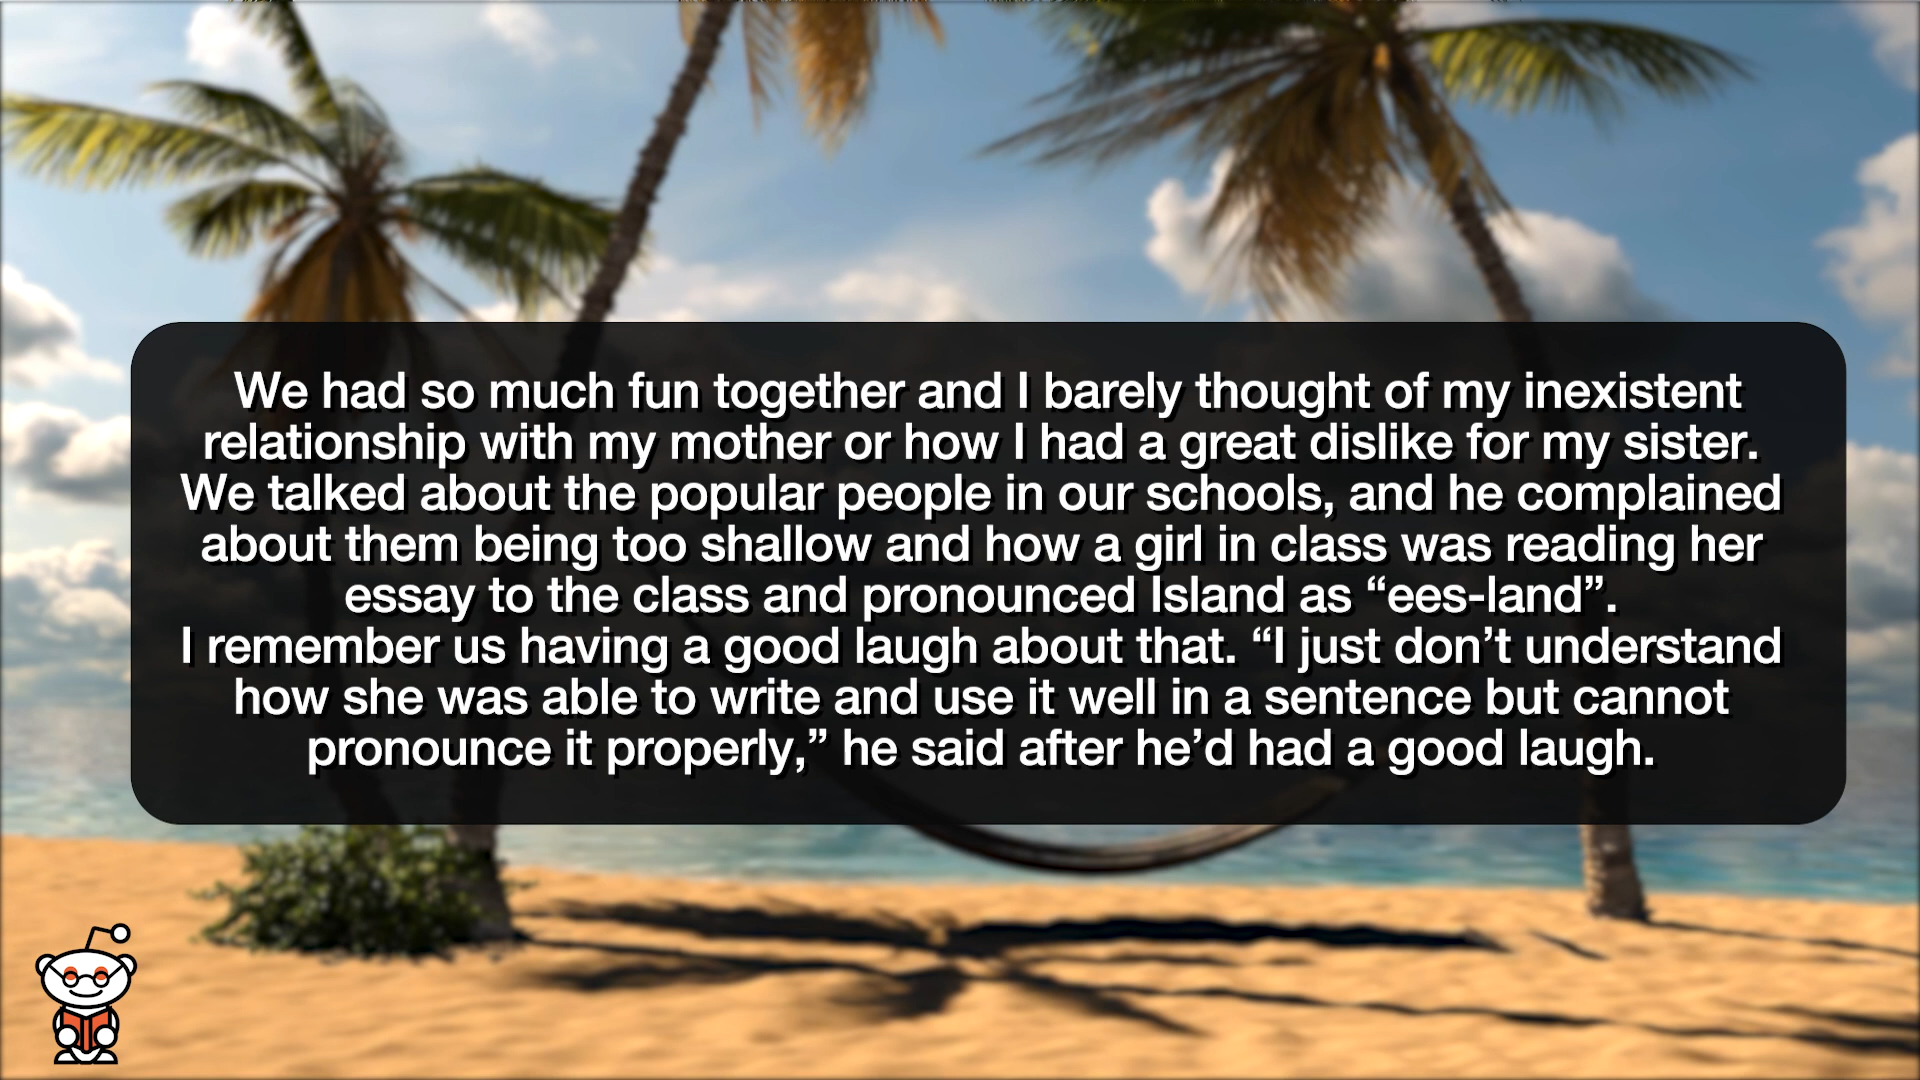 We had so much fun together and I barely thought of my inexistent
relationship with my mother or how I had a great dislike for my sister.
We talked about the popular people in our schools, and he complained
about them being too shallow and how a girl in class was reading her
essay to the class and pronounced Island as “ees-land”.
I remember us having a good laugh about that. “I just don’t understand
how she was able to write and use it well in a sentence but cannot
pronounce it properly,” he said after he’d had a good laugh.